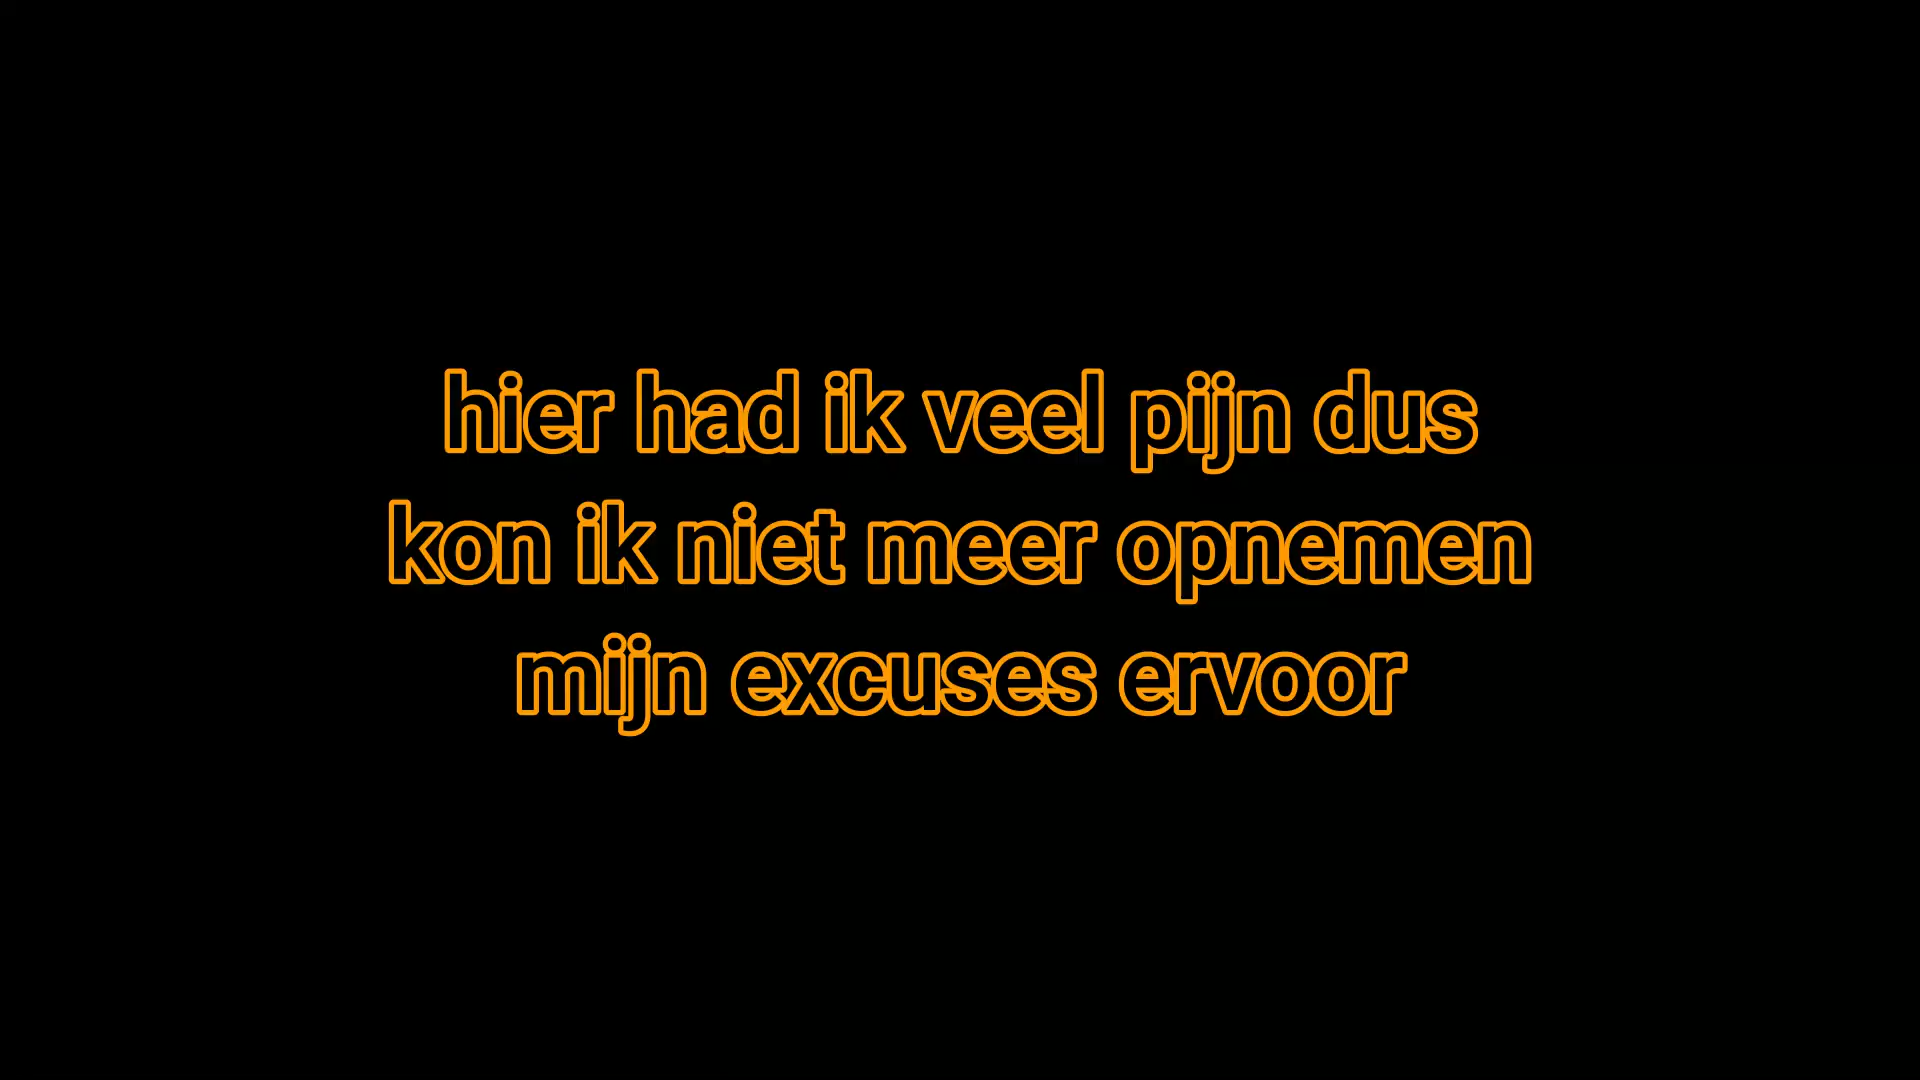 hier had ik veel pijn dus
kon ik niet meer opnemen
mijn excuses ervoor